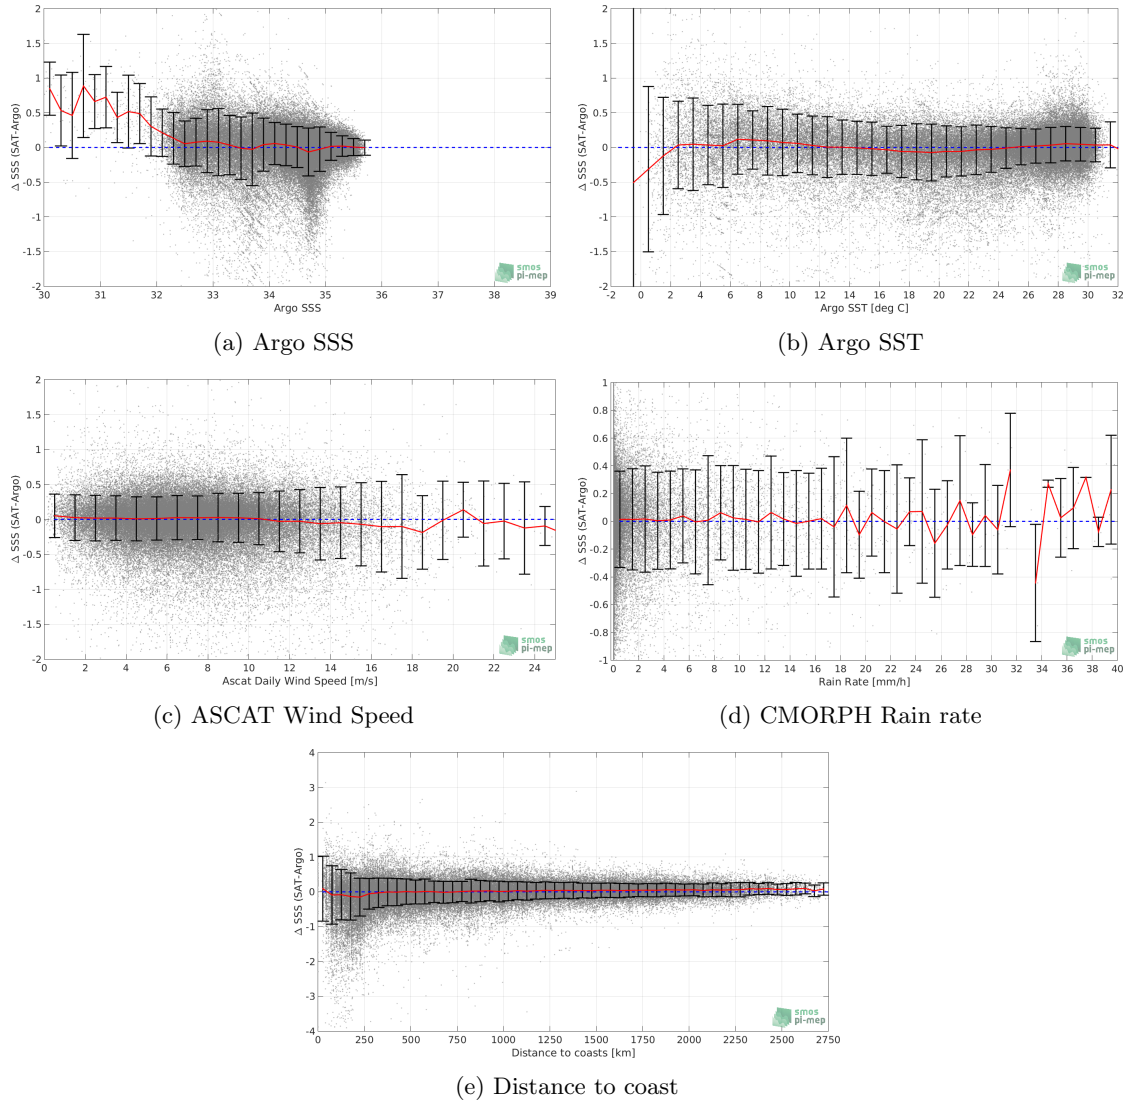 2
1.5
1
0.5
0
-0.5
-1
-1.5
-2
Δ SSS (SAT-Argo)
30 31 32 33 34 35 36 37 38 39
Argo SSS
smos
pi-mep
(a) Argo SSS
2
1.5
1
0.5
0
-0.5
-1
-1.5
-2
Δ SSS (SAT-Argo)
-2 0 2 4 6 8 10 12 14 16 18 20 22 24 26 28 30 32
Argo SST [deg C]
smos
pi-mep
(b) Argo SST
2
1.5
1
0.5
0
-0.5
-1
-1.5
-2
Δ SSS (SAT-Argo)
0 2 4 6 8 10 12 14 16 18 20 22 24
Ascat Daily Wind Speed [m/s]
smos
pi-mep
(c) ASCAT Wind Speed
1
0.8
0.6
0.4
0.2
0
-0.2
-0.4
-0.6
-0.8
-1
Δ SSS (SAT-Argo)
0 2 4 6 8 10 12 14 16 18 20 22 24 26 28 30 32 34 36 38 40
Rain Rate [mm/h]
smos
pi-mep
(d) CMORPH Rain rate
4
3
2
1
0
-1
-2
-3
-4
Δ SSS (SAT-Argo)
0 250 500 750 1000 1250 1500 1750 2000 2250 2500 2750
Distance to coasts [km]
smos
pi-mep
(e) Distance to coast